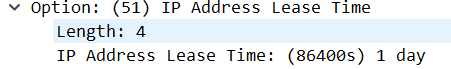 Option: (51) IP Address Lease Time
Length: 4
IP Address Lease Time: (86400s) 1 day